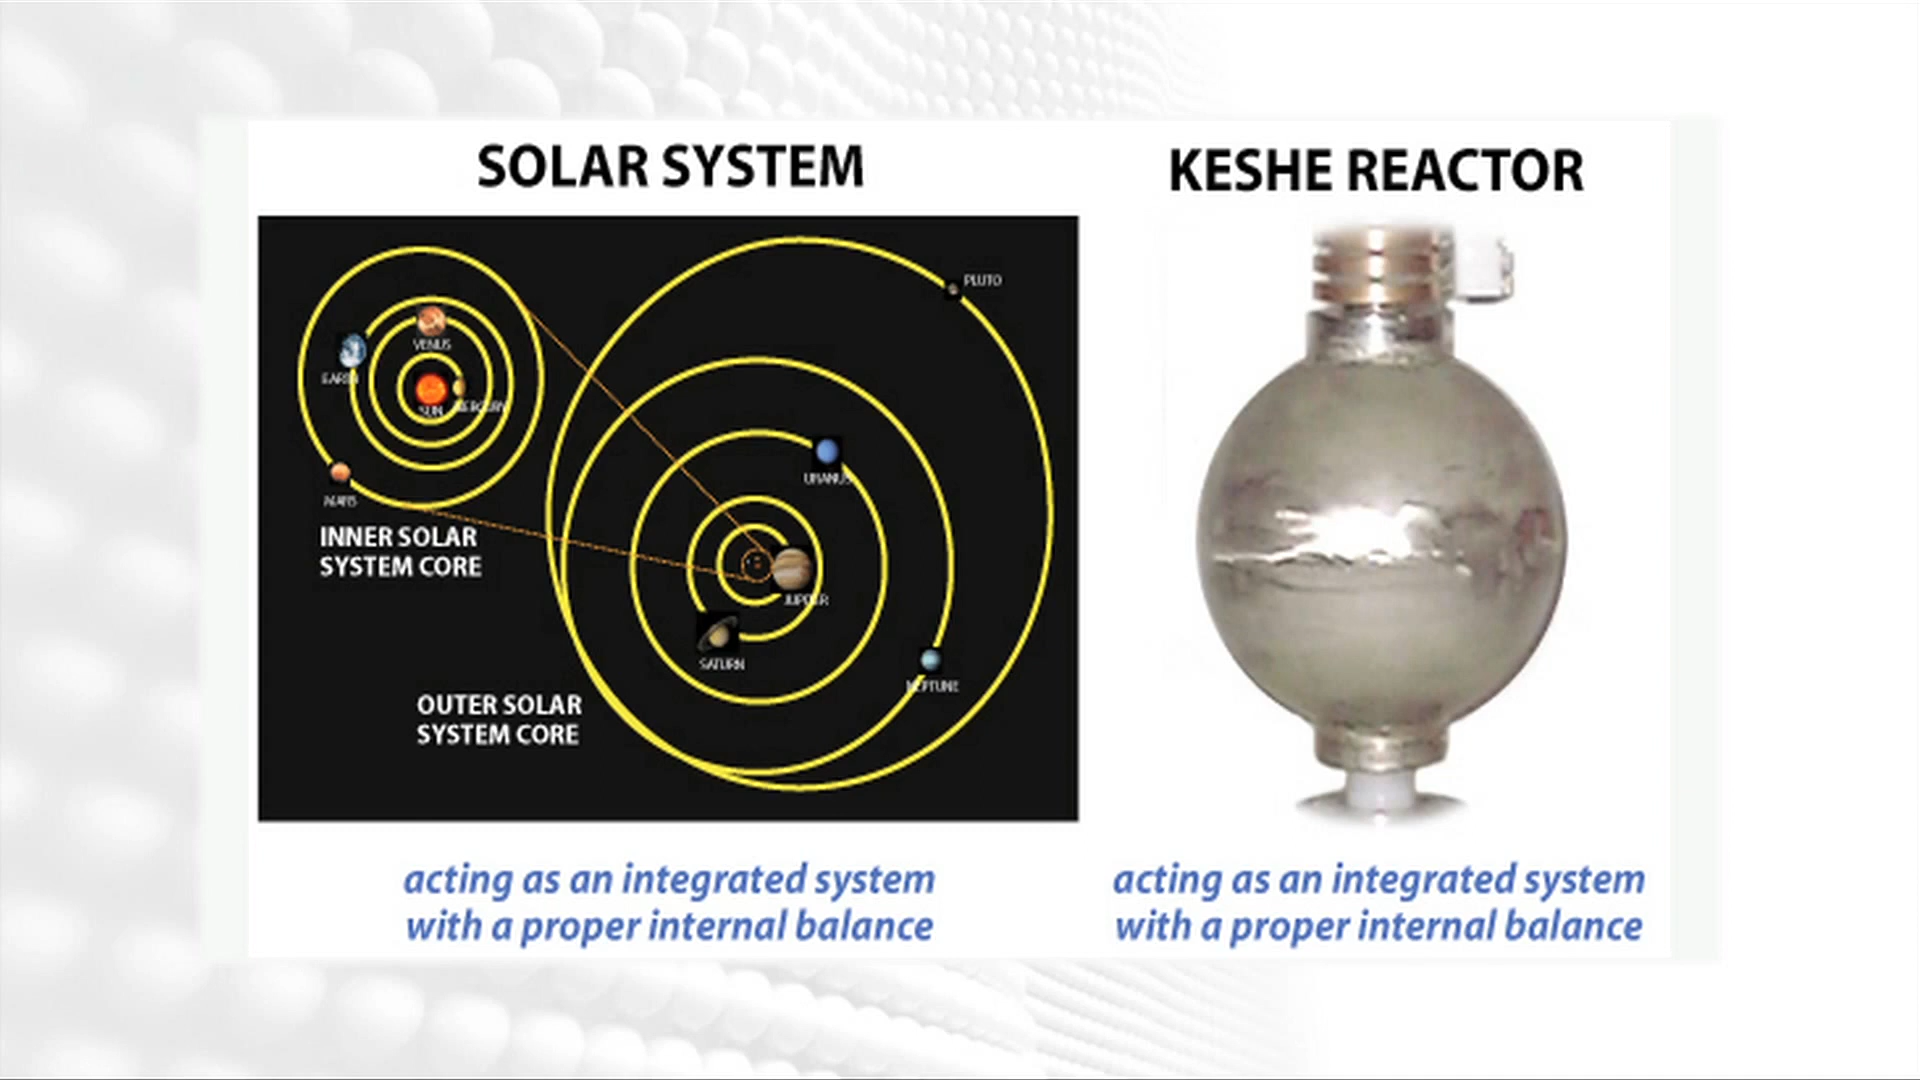 SOLAR SYSTEM
KESHE REACTOR
PLUTO
VENUS
EARTH
SUN
MERCURY
MARS
URANUS
INNER SOLAR
SYSTEM CORE
JUPITER
SATURN
NEPTUNE
OUTER SOLAR
SYSTEM CORE
acting as an integrated system
with a proper internal balance
acting as an integrated system
with a proper internal balance